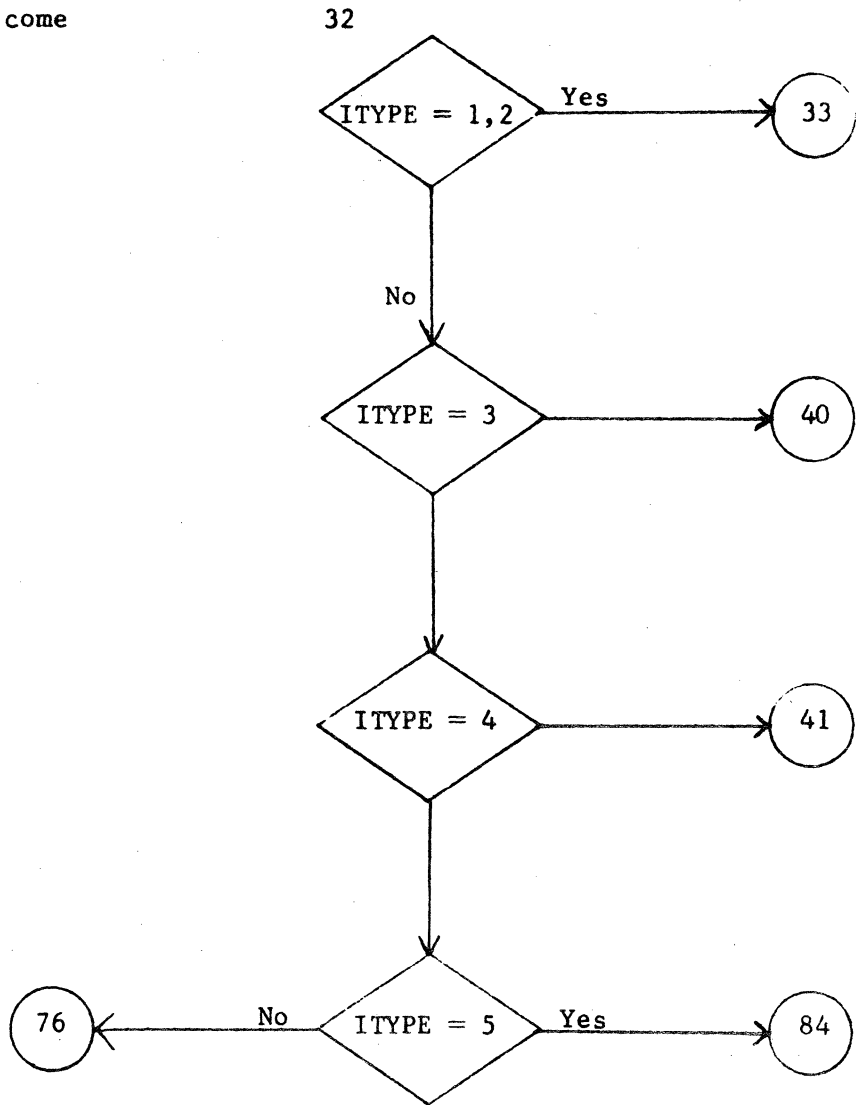 come 32
ITYPE = 1,2 Yes 33
No
ITYPE = 3 40
ITYPE = 4 41
76 No ITYPE = 5 Yes 84